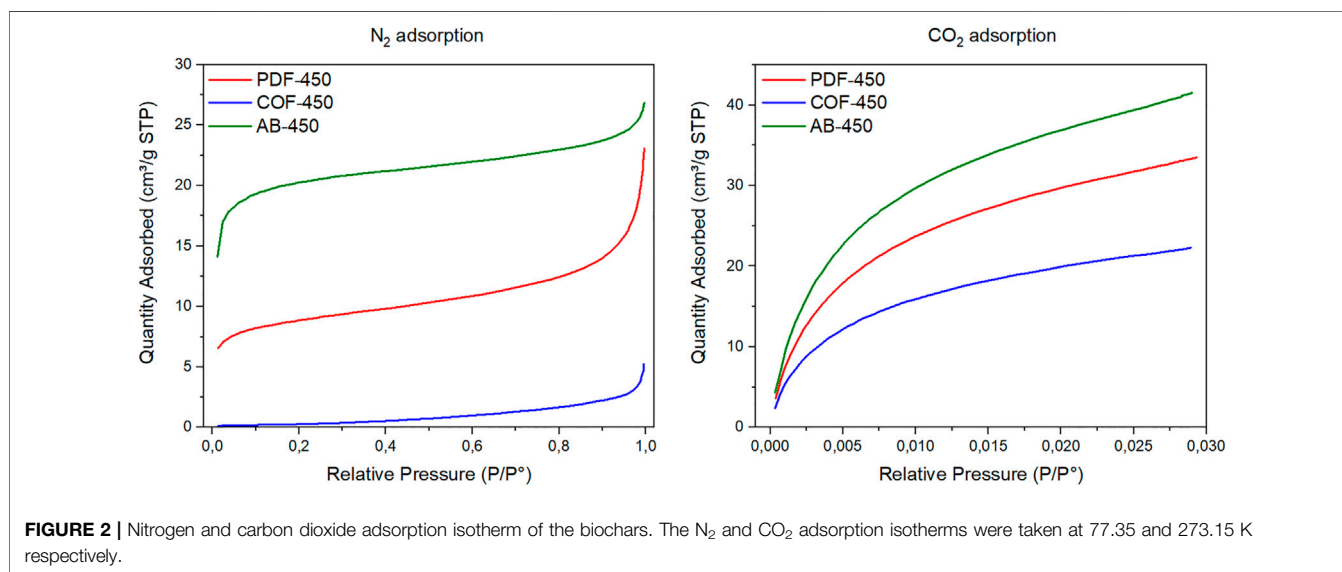 N₂ adsorption
30
25
20
15
10
5
0
Quantity Adsorbed (cm³/g STP)
PDF-450
COF-450
AB-450
0,0 0,2 0,4 0,6 0,8 1,0
Relative Pressure (P/P°)
CO₂ adsorption
40
30
20
10
0
Quantity Adsorbed (cm³/g STP)
PDF-450
COF-450
AB-450
0,000 0,005 0,010 0,015 0,020 0,025 0,030
Relative Pressure (P/P°)
FIGURE 2 | Nitrogen and carbon dioxide adsorption isotherm of the biochars. The N₂ and CO₂ adsorption isotherms were taken at 77.35 and 273.15 K
respectively.